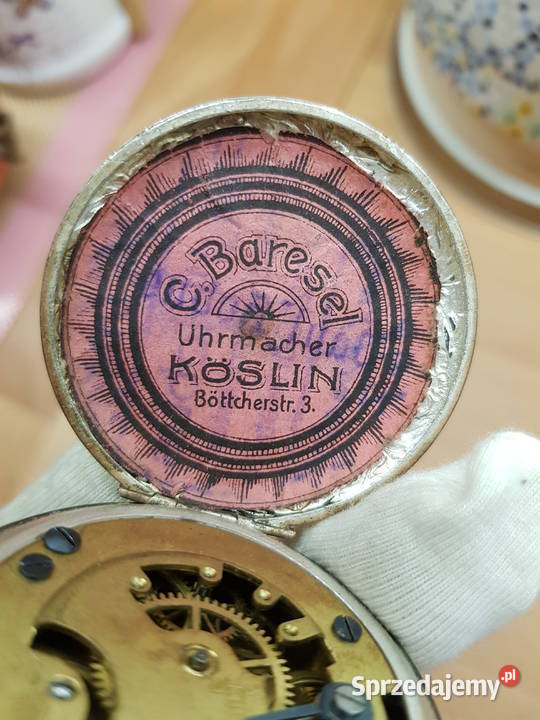 C. Baresel
Uhrmacher
KÖSLIN
Böttcherstr. 3.
Sprzedajemy.pl